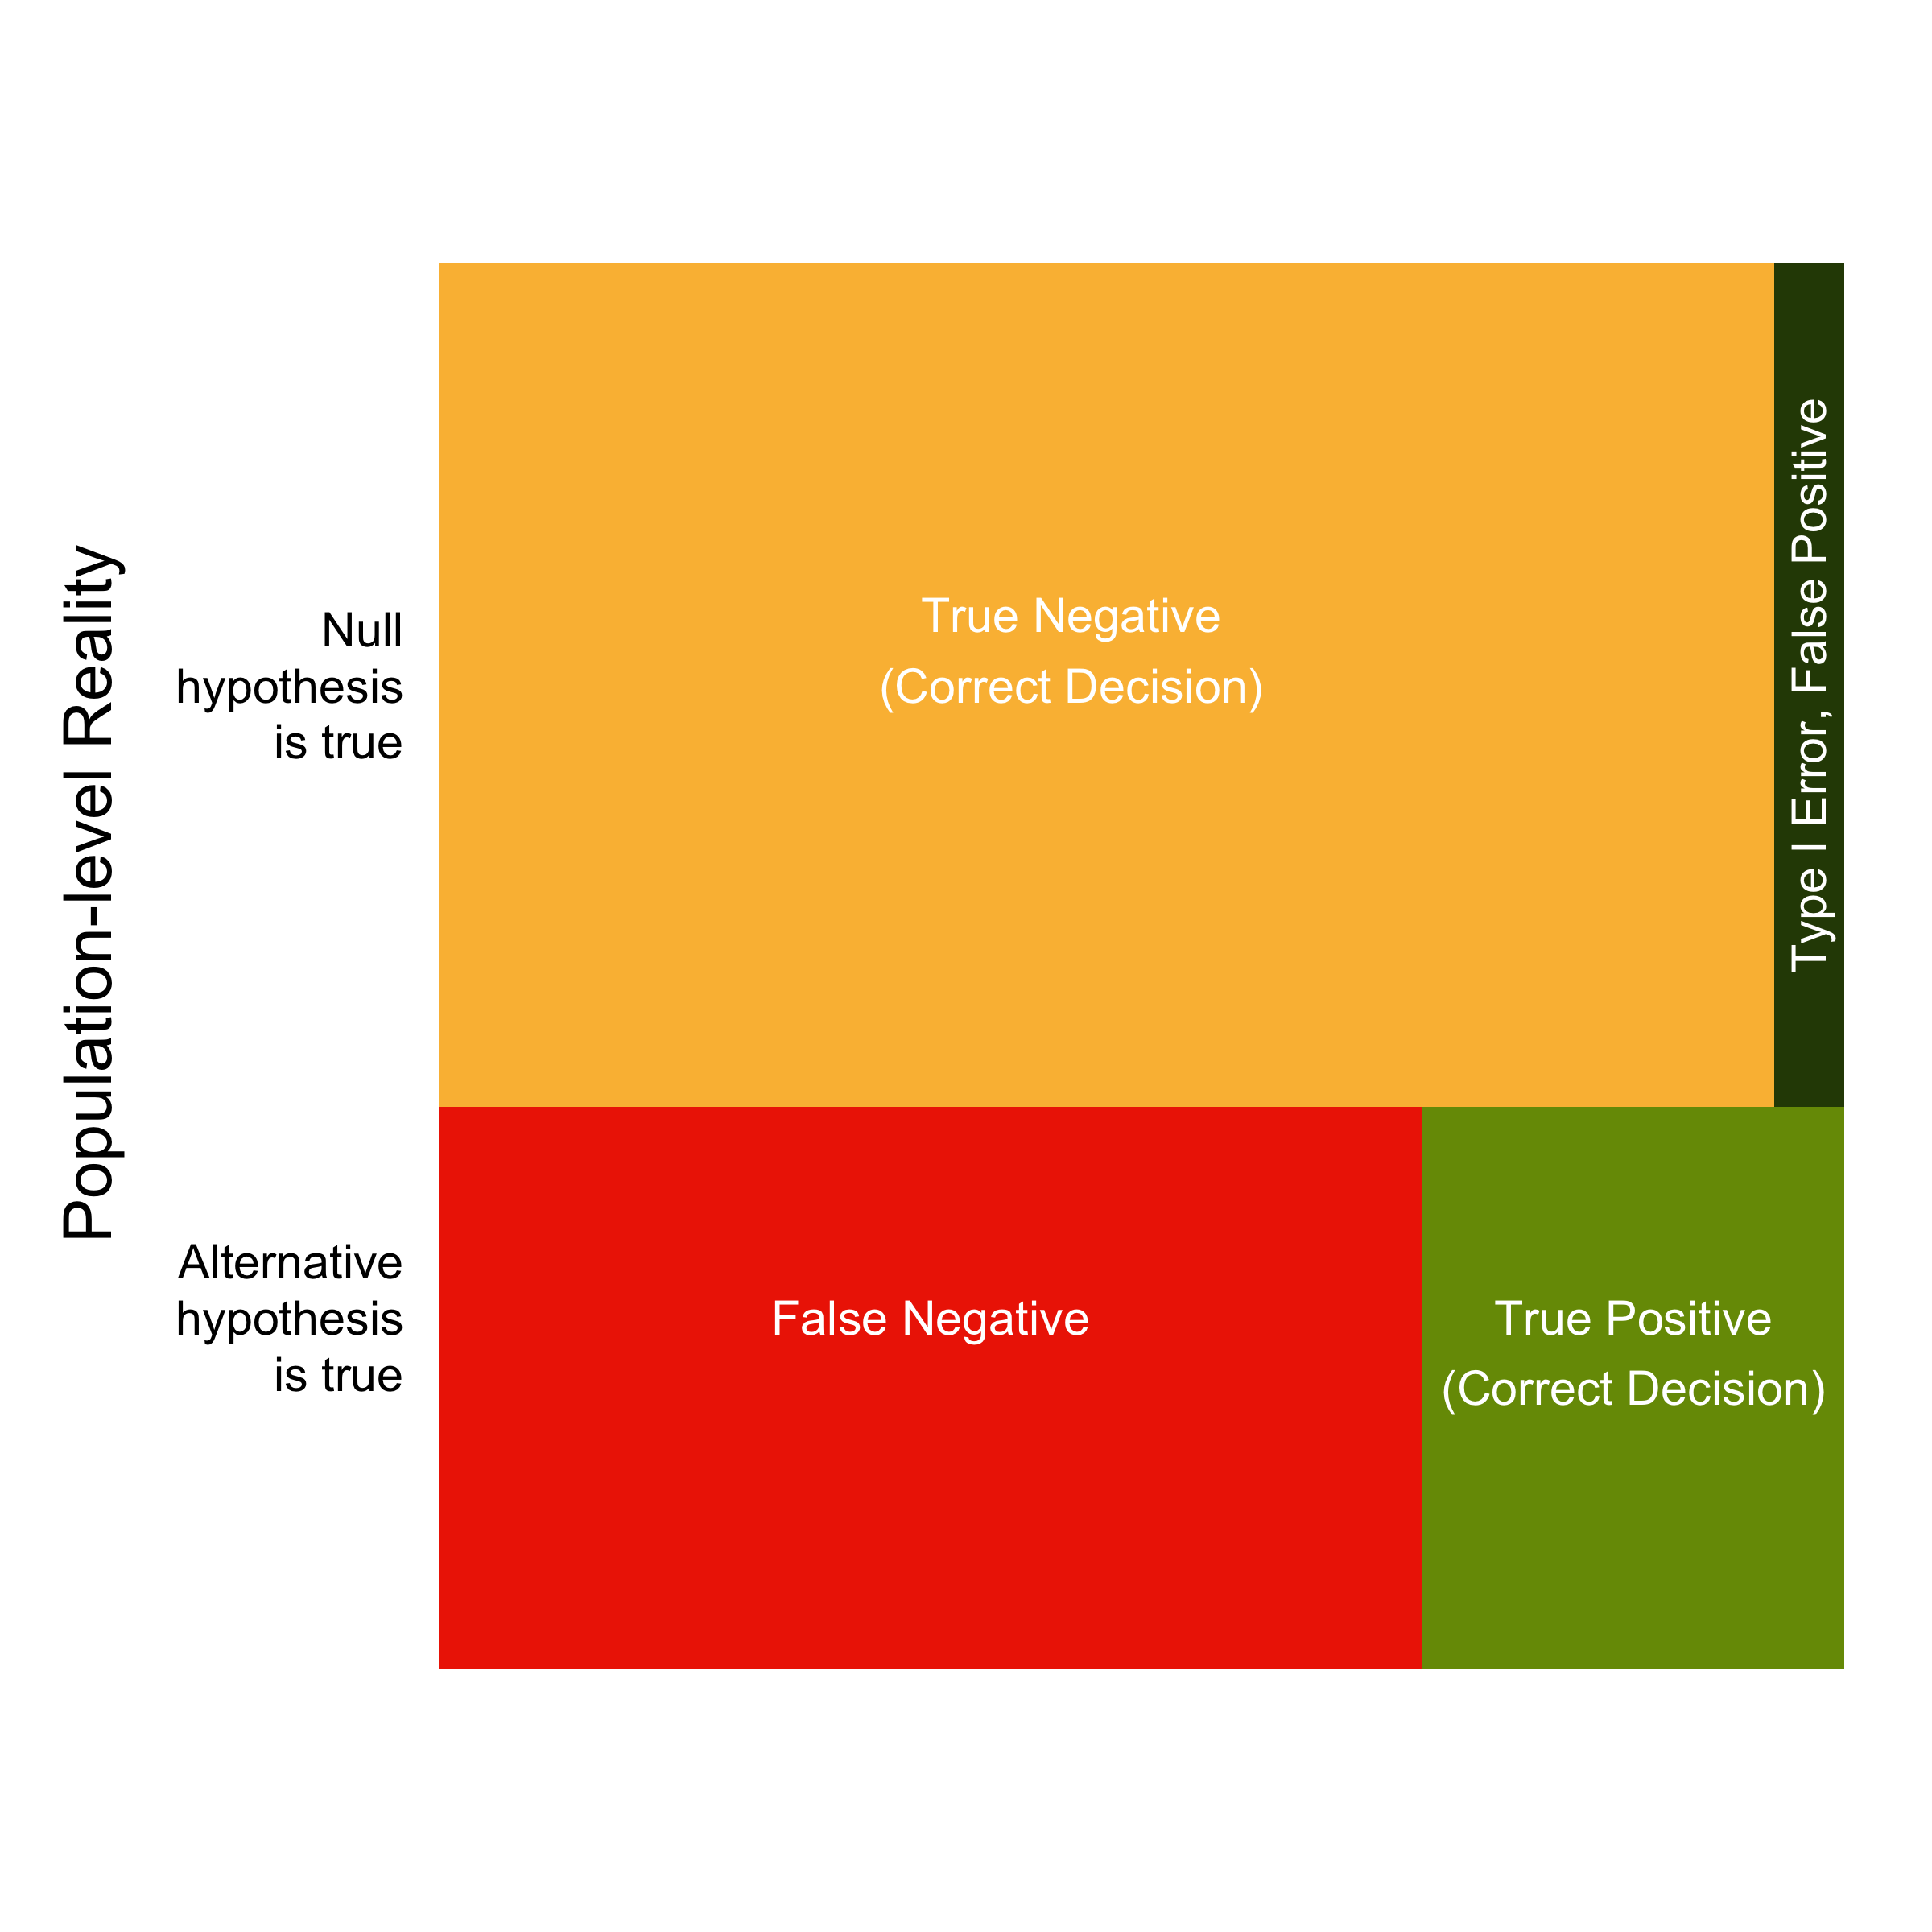 Population-level Reality
Null
hypothesis
is true
True Negative
(Correct Decision)
Type I Error, False Positive
Alternative
hypothesis
is true
False Negative
True Positive
(Correct Decision)